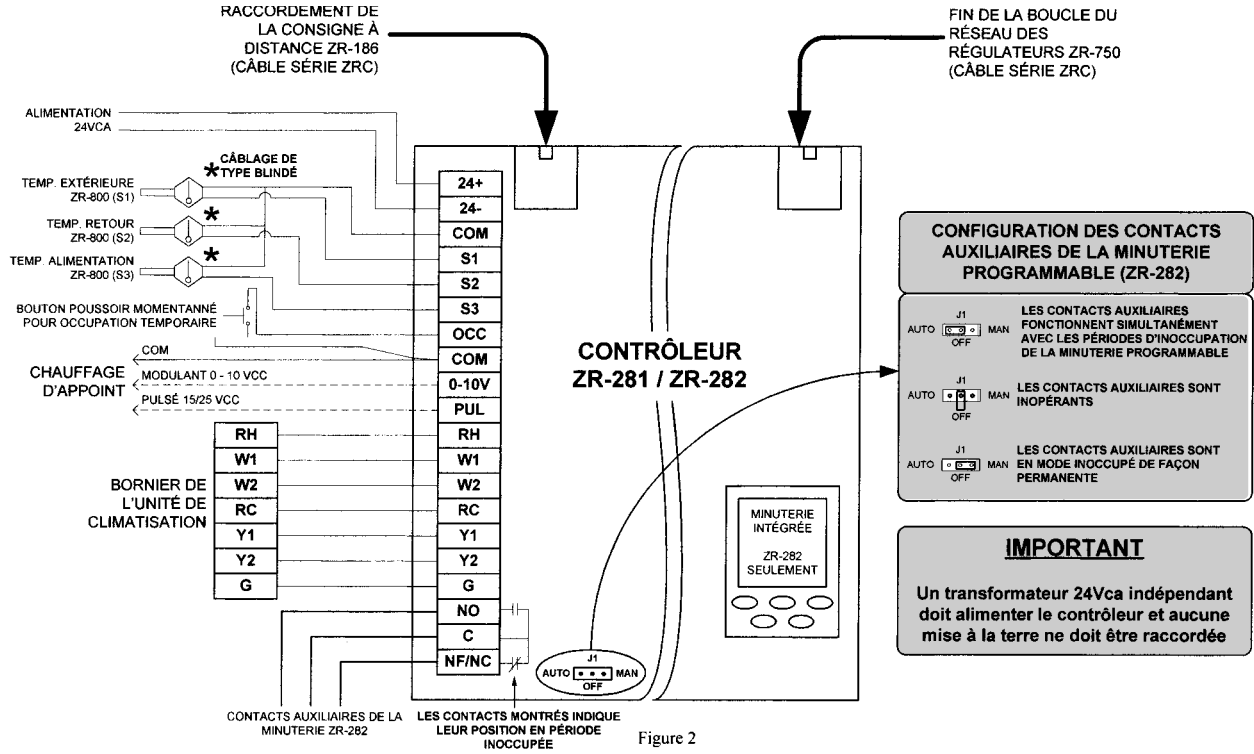 RACCORDEMENT DE
LA CONSIGNE À
DISTANCE ZR-186
(CÂBLE SÉRIE ZRC)
FIN DE LA BOUCLE DU
RÉSEAU DES
RÉGULATEURS ZR-750
(CÂBLE SÉRIE ZRC)
ALIMENTATION
24VCA
* CÂBLAGE DE
TYPE BLINDÉ
TEMP. EXTÉRIEURE
ZR-800 (S1)
*
TEMP. RETOUR
ZR-800 (S2)
*
TEMP. ALIMENTATION
ZR-800 (S3)
BOUTON POUSSOIR MOMENTANNÉ
POUR OCCUPATION TEMPORAIRE
CHAUFFAGE
D'APPOINT
COM
MODULANT 0 - 10 VCC
PULSÉ 15/25 VCC
24+
24-
COM
S1
S2
S3
OCC
COM
0-10V
PUL
RH
W1
W2
RC
Y1
Y2
G
NO
C
NF/NC
BORNIER DE
L'UNITÉ DE
CLIMATISATION
RH
W1
W2
RC
Y1
Y2
G
CONTRÔLEUR
ZR-281 / ZR-282
MINUTERIE
INTÉGRÉE
ZR-282
SEULEMENT
J1
AUTO MAN
OFF
CONTACTS AUXILIAIRES DE LA
MINUTERIE ZR-282
LES CONTACTS MONTRÉS INDIQUE
LEUR POSITION EN PÉRIODE
INOCCUPÉE
CONFIGURATION DES CONTACTS
AUXILIAIRES DE LA MINUTERIE
PROGRAMMABLE (ZR-282)
J1
AUTO MAN
OFF
LES CONTACTS AUXILIAIRES
FONCTIONNENT SIMULTANÉMENT
AVEC LES PÉRIODES D'INOCCUPATION
DE LA MINUTERIE PROGRAMMABLE
J1
AUTO MAN
OFF
LES CONTACTS AUXILIAIRES SONT
INOPÉRANTS
J1
AUTO MAN
OFF
LES CONTACTS AUXILIAIRES SONT
EN MODE INOCCUPÉ DE FAÇON
PERMANENTE
IMPORTANT
Un transformateur 24Vca indépendant
doit alimenter le contrôleur et aucune
mise à la terre ne doit être raccordée
Figure 2